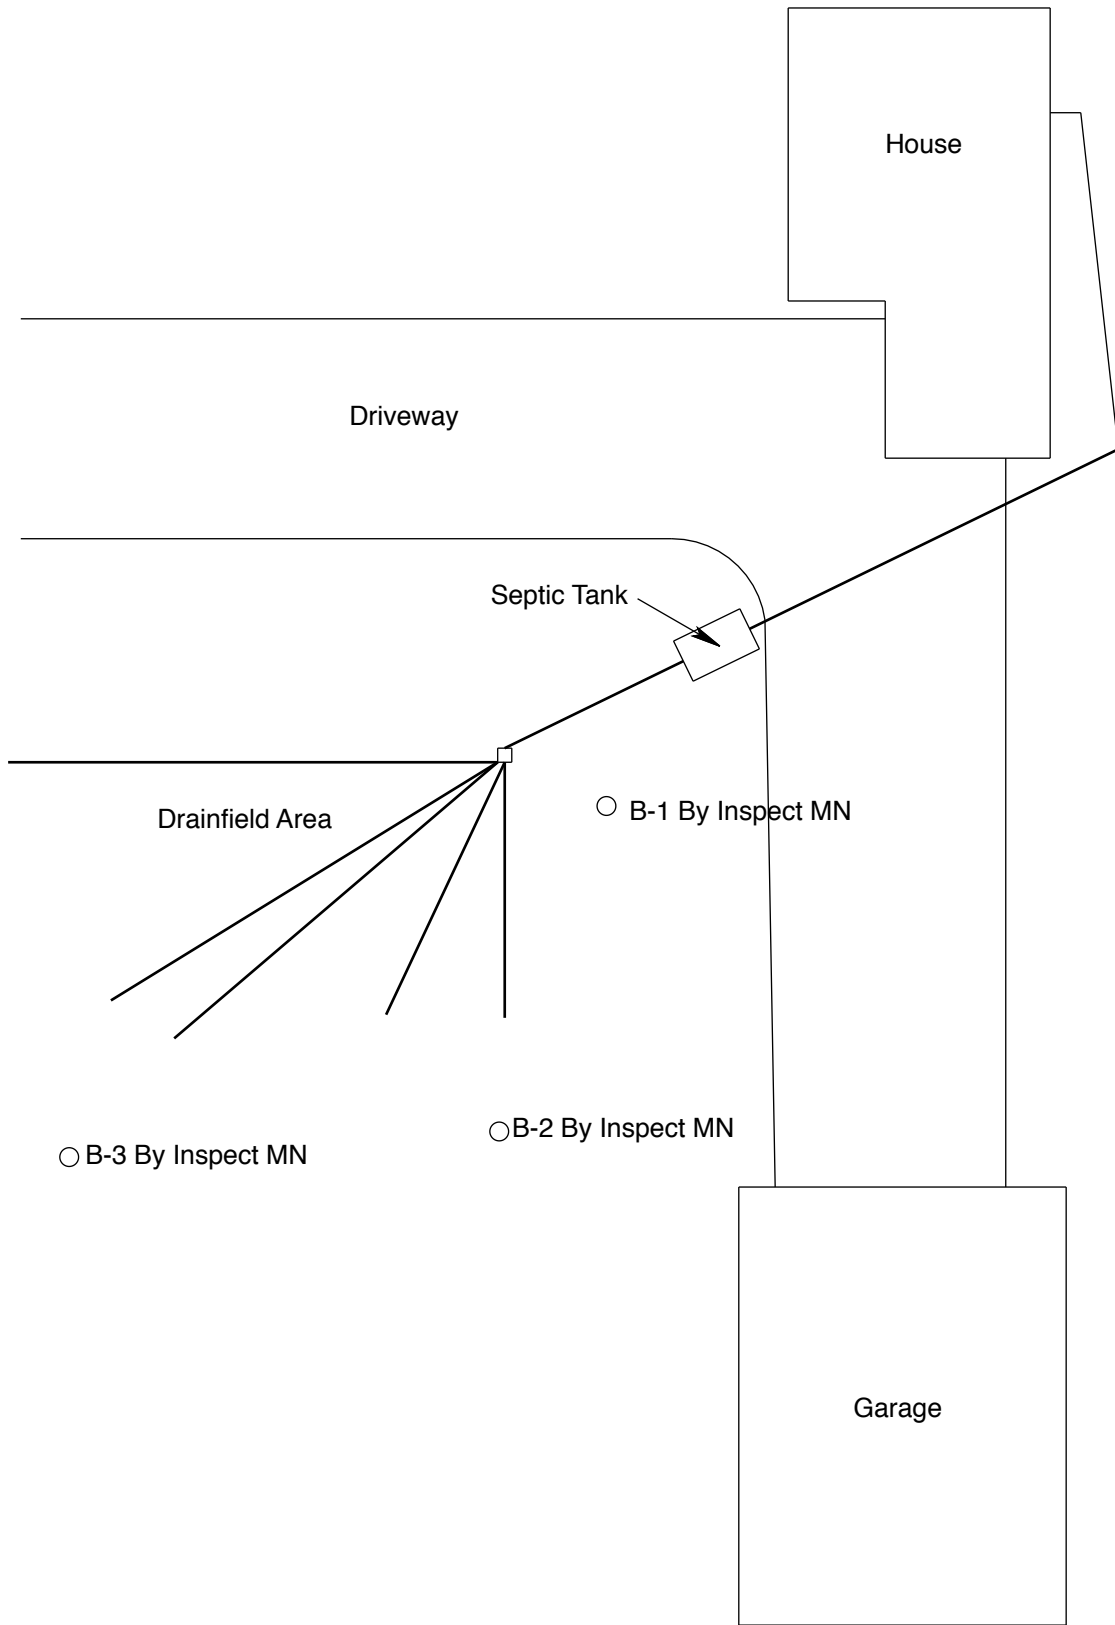 House
Driveway
Septic Tank
B-1 By Inspect MN
Drainfield Area
B-2 By Inspect MN
B-3 By Inspect MN
Garage